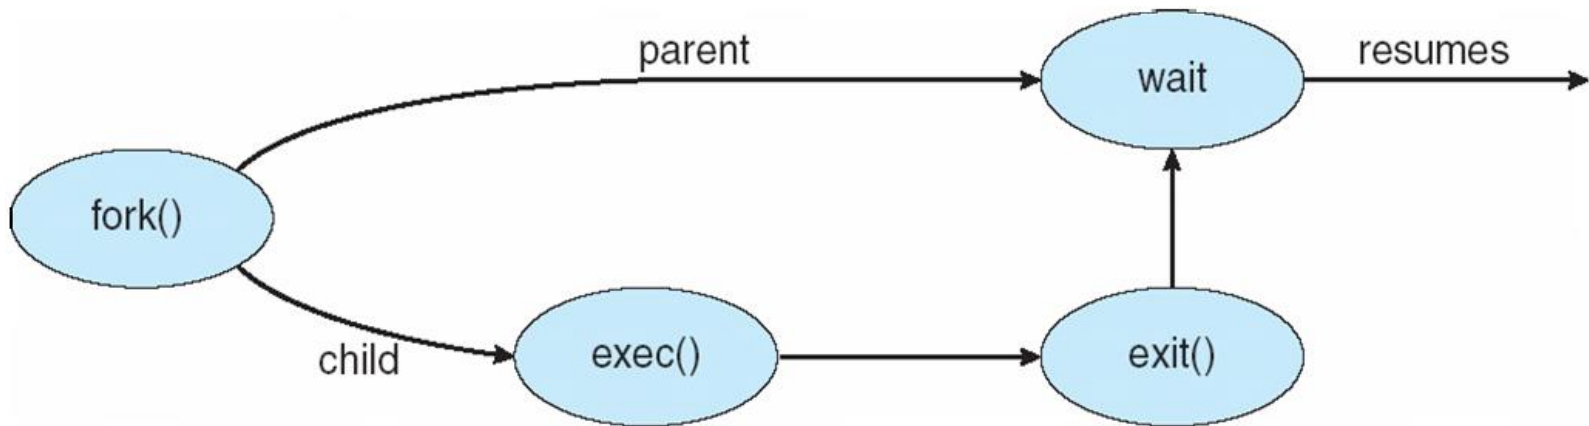 parent
wait
resumes
fork()
child
exec()
exit()